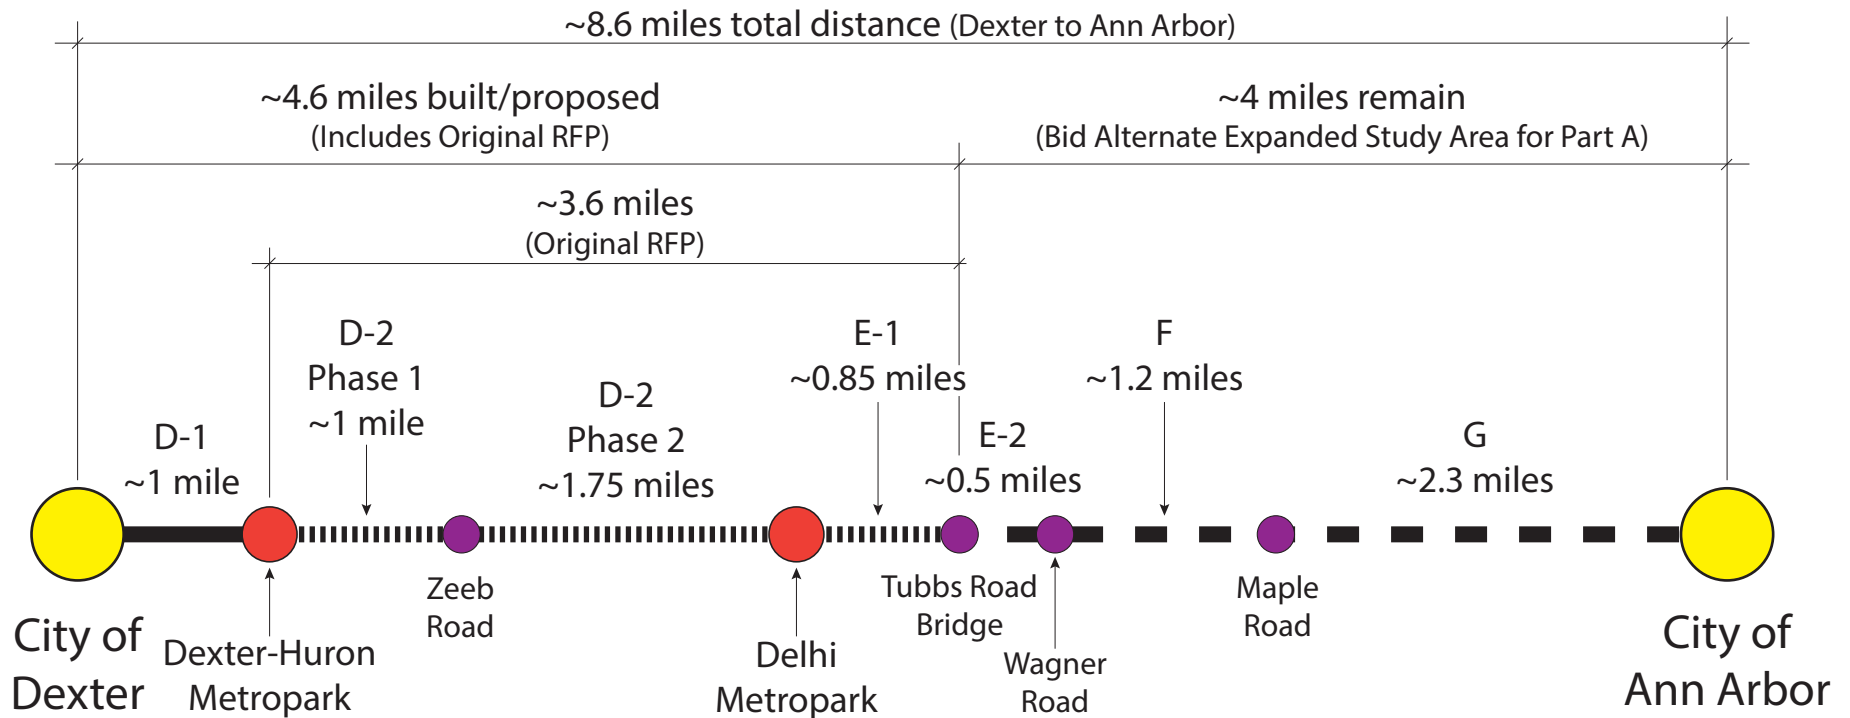 ~8.6 miles total distance (Dexter to Ann Arbor)
~4.6 miles built/proposed
(Includes Original RFP)
~4 miles remain
(Bid Alternate Expanded Study Area for Part A)
~3.6 miles
(Original RFP)
D-1
~1 mile
D-2
Phase 1
~1 mile
D-2
Phase 2
~1.75 miles
E-1
~0.85 miles
E-2
~0.5 miles
F
~1.2 miles
G
~2.3 miles
City of
Dexter
Dexter-Huron
Metropark
Zeeb
Road
Delhi
Metropark
Tubbs Road
Bridge
Wagner
Road
Maple
Road
City of
Ann Arbor